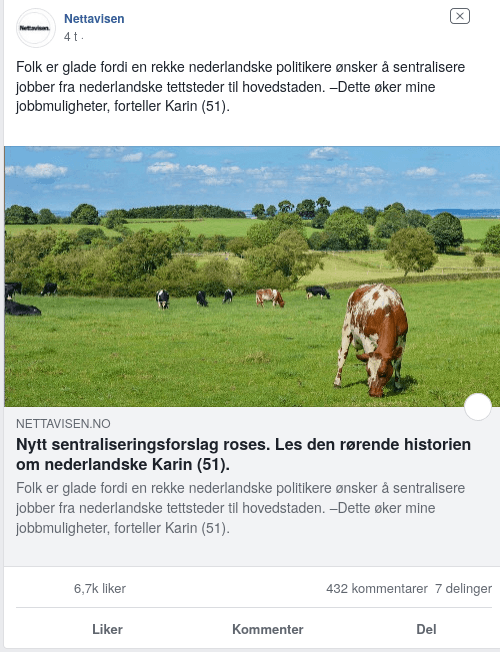 Nettavisen.
Nettavisen
4 t ·
Folk er glade fordi en rekke nederlandske politikere ønsker å sentralisere
jobber fra nederlandske tettsteder til hovedstaden. –Dette øker mine
jobbmuligheter, forteller Karin (51).
NETTAVISEN.NO
Nytt sentraliseringsforslag roses. Les den rørende historien
om nederlandske Karin (51).
Folk er glade fordi en rekke nederlandske politikere ønsker å sentralisere
jobber fra nederlandske tettsteder til hovedstaden. –Dette øker mine
jobbmuligheter, forteller Karin (51).
6,7k liker 432 kommentarer 7 delinger
Liker Kommenter Del